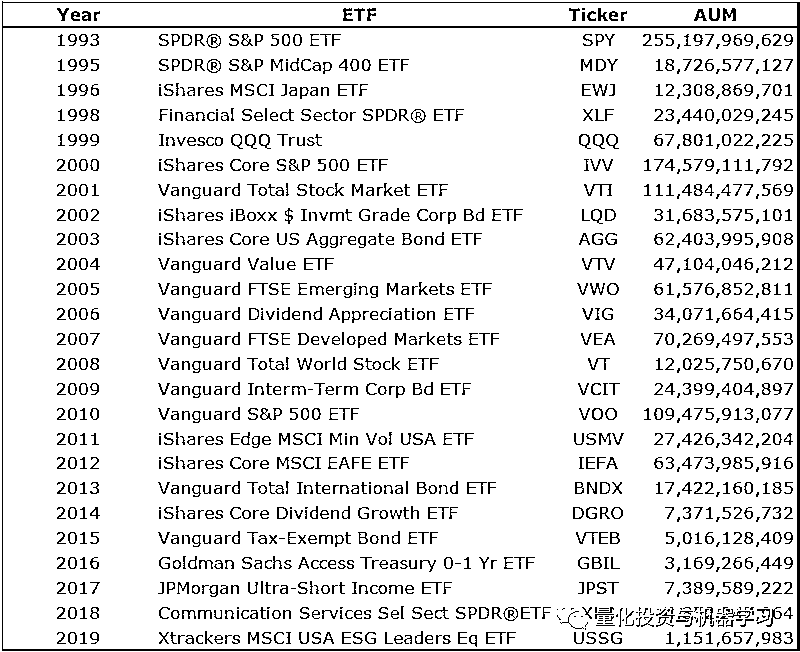 Year ETF Ticker AUM
1993 SPDR® S&P 500 ETF SPY 255,197,969,629
1995 SPDR® S&P MidCap 400 ETF MDY 18,726,577,127
1996 iShares MSCI Japan ETF EWJ 12,308,869,701
1998 Financial Select Sector SPDR® ETF XLF 23,440,029,245
1999 Invesco QQQ Trust QQQ 67,801,022,225
2000 iShares Core S&P 500 ETF IVV 174,579,111,792
2001 Vanguard Total Stock Market ETF VTI 111,484,477,569
2002 iShares iBoxx $ Invmt Grade Corp Bd ETF LQD 31,683,575,101
2003 iShares Core US Aggregate Bond ETF AGG 62,403,995,908
2004 Vanguard Value ETF VTV 47,104,046,212
2005 Vanguard FTSE Emerging Markets ETF VWO 61,576,852,811
2006 Vanguard Dividend Appreciation ETF VIG 34,071,664,415
2007 Vanguard FTSE Developed Markets ETF VEA 70,269,497,553
2008 Vanguard Total World Stock ETF VT 12,025,750,670
2009 Vanguard Interm-Term Corp Bd ETF VCIT 24,399,404,897
2010 Vanguard S&P 500 ETF VOO 109,475,913,077
2011 iShares Edge MSCI Min Vol USA ETF USMV 27,426,342,204
2012 iShares Core MSCI EAFE ETF IEFA 63,473,985,916
2013 Vanguard Total International Bond ETF BNDX 17,422,160,185
2014 iShares Core Dividend Growth ETF DGRO 7,371,526,732
2015 Vanguard Tax-Exempt Bond ETF VTEB 5,016,128,409
2016 Goldman Sachs Access Treasury 0-1 Yr ETF GBIL 3,169,266,449
2017 JPMorgan Ultra-Short Income ETF JPST 7,389,589,222
2018 Communication Services Sel Sect SPDR®ETF
量化投资与机器学习
2019 Xtrackers MSCI USA ESG Leaders Eq ETF USSG 1,151,657,983